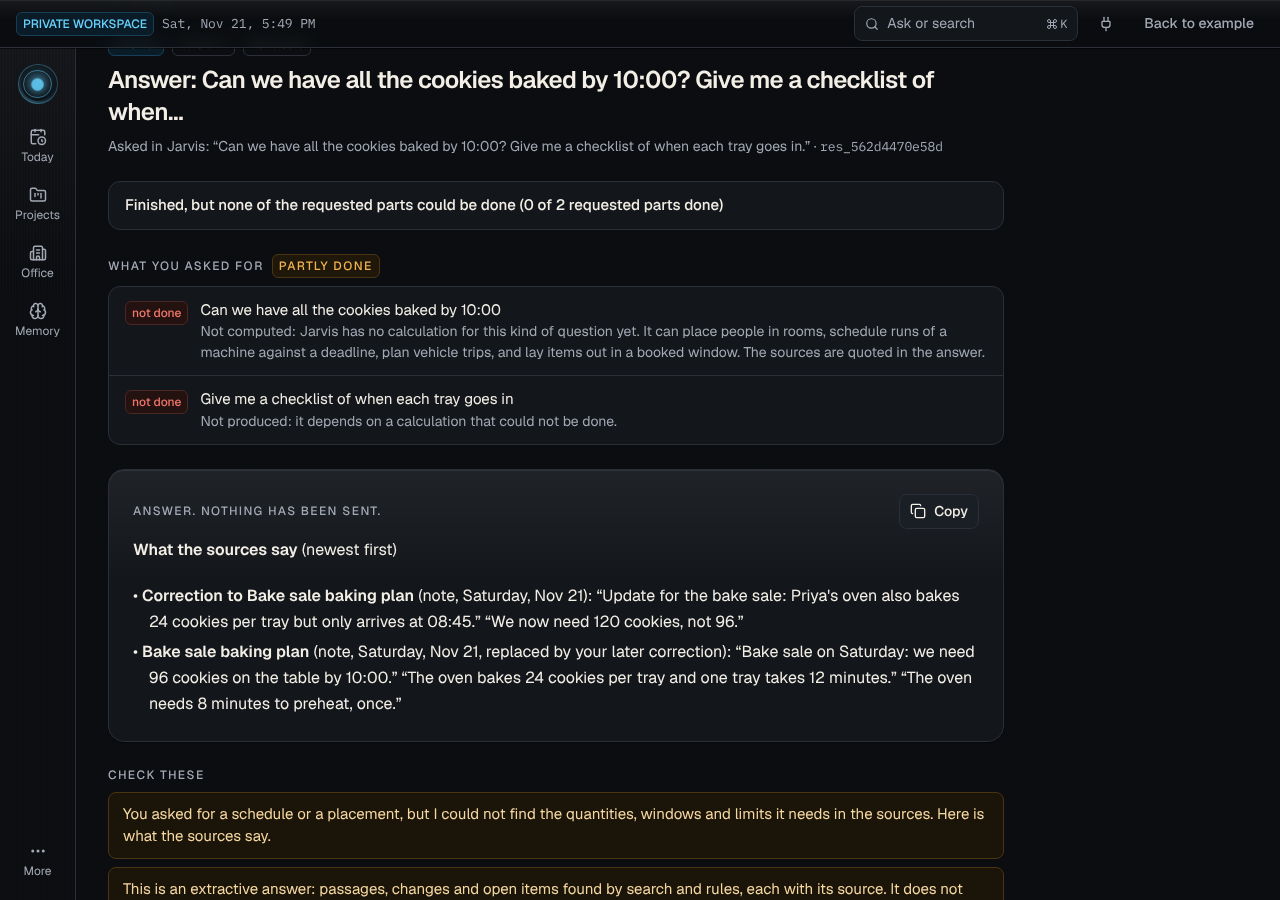 PRIVATE WORKSPACE Sat, Nov 21, 5:49 PM
Ask or search ⌘K
Back to example
Today
Projects
Office
Memory
More
Answer: Can we have all the cookies baked by 10:00? Give me a checklist of
when...
Asked in Jarvis: “Can we have all the cookies baked by 10:00? Give me a checklist of when each tray goes in.” · res_562d4470e58d
Finished, but none of the requested parts could be done (0 of 2 requested parts done)
WHAT YOU ASKED FOR PARTLY DONE
not done Can we have all the cookies baked by 10:00
Not computed: Jarvis has no calculation for this kind of question yet. It can place people in rooms, schedule runs of a
machine against a deadline, plan vehicle trips, and lay items out in a booked window. The sources are quoted in the answer.
not done Give me a checklist of when each tray goes in
Not produced: it depends on a calculation that could not be done.
ANSWER. NOTHING HAS BEEN SENT.
Copy
What the sources say (newest first)
• Correction to Bake sale baking plan (note, Saturday, Nov 21): “Update for the bake sale: Priya's oven also bakes
24 cookies per tray but only arrives at 08:45.” “We now need 120 cookies, not 96.”
• Bake sale baking plan (note, Saturday, Nov 21, replaced by your later correction): “Bake sale on Saturday: we need
96 cookies on the table by 10:00.” “The oven bakes 24 cookies per tray and one tray takes 12 minutes.” “The oven
needs 8 minutes to preheat, once.”
CHECK THESE
You asked for a schedule or a placement, but I could not find the quantities, windows and limits it needs in the sources. Here is
what the sources say.
This is an extractive answer: passages, changes and open items found by search and rules, each with its source. It does not